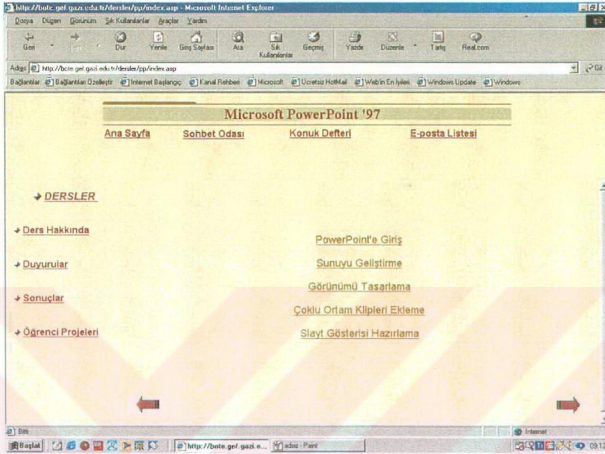 http://bote.gef.gazi.edu.tr/dersler/pp/index.asp - Microsoft Internet Explorer
Dosya Düzen Görünüm Sık Kullanılanlar Araçlar Yardım
Geri Dur Yenile Giriş Sayfası Ara Sık Kullanılanlar Geçmiş Yazdır Düzenle Tartış Real.com
Adres http://bote.gef.gazi.edu.tr/dersler/pp/index.asp Git
Bağlantılar Bağlantıları Özelleştir Internet Başlangıç Kanal Rehberi Microsoft Ücretsiz HotMail Web'in En İyileri Windows Update Windows
Microsoft PowerPoint '97
Ana Sayfa Sohbet Odası Konuk Defteri E-posta Listesi
DERSLER
Ders Hakkında
PowerPoint'e Giriş
Duyurular
Sunuyu Geliştirme
Görünümü Tasarlama
Sonuçlar
Çoklu Ortam Klipleri Ekleme
Öğrenci Projeleri
Slayt Gösterisi Hazırlama
Bitti Internet
Başlat http://bote.gef.gazi.e... adsız - Paint 09:12